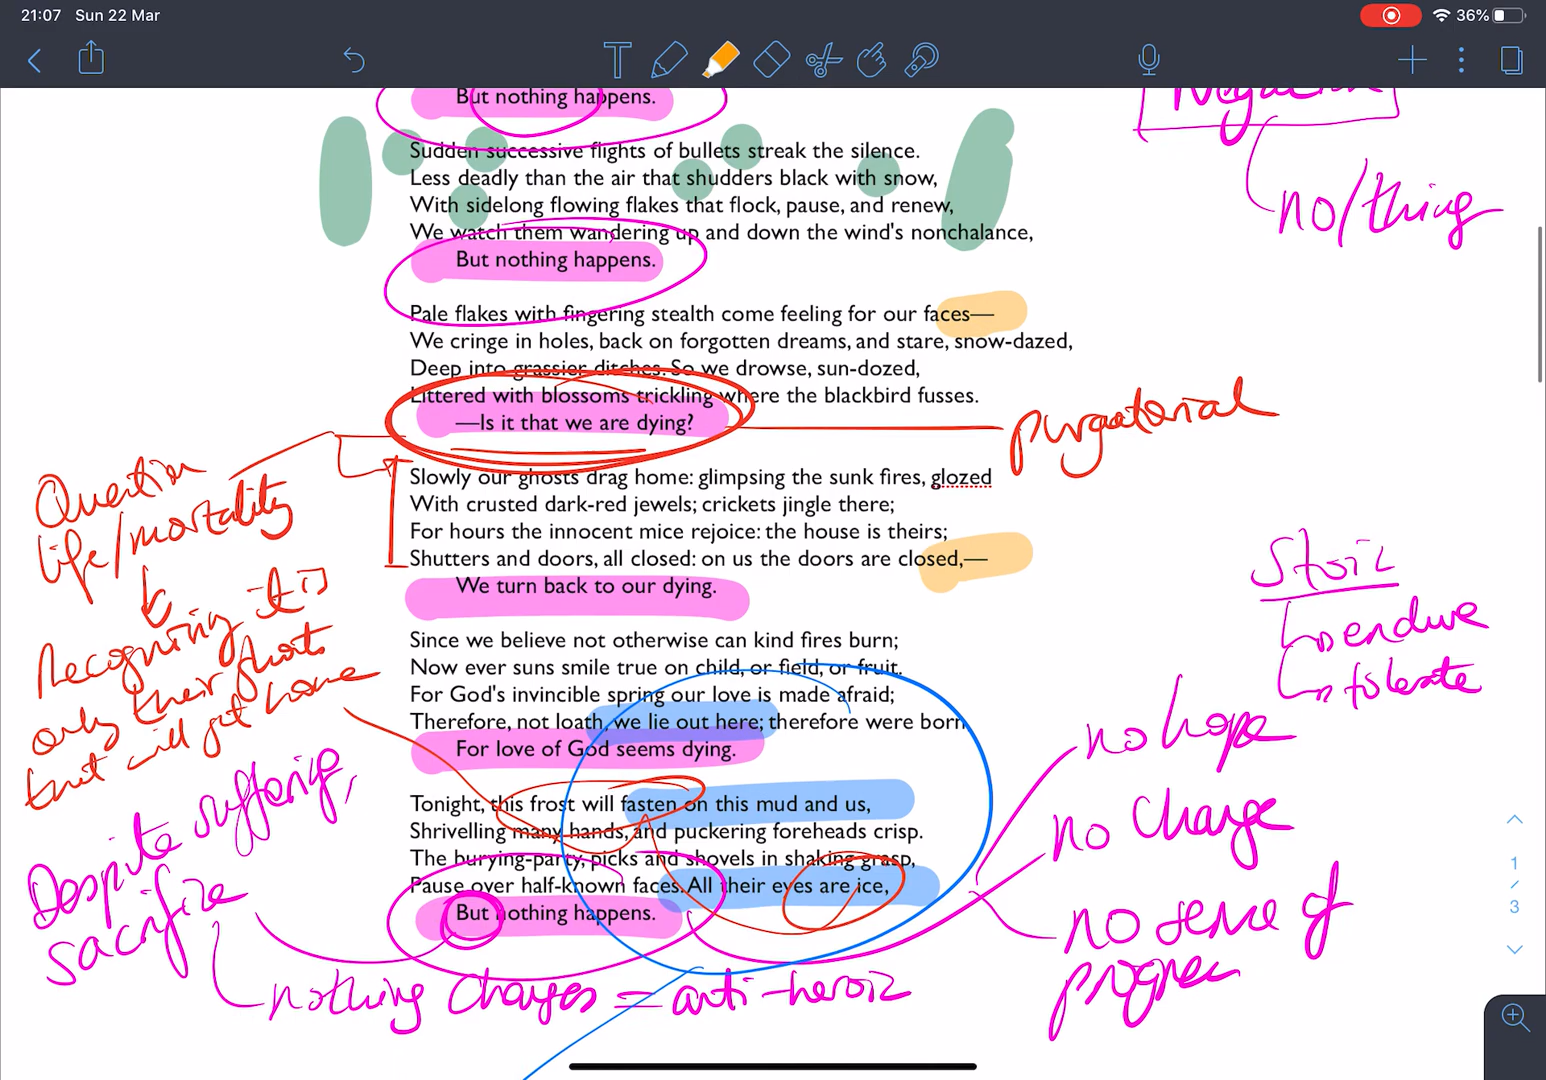 21:07 Sun 22 Mar
36%
But nothing happens.
no/thing
Sudden successive flights of bullets streak the silence.
Less deadly than the air that shudders black with snow,
With sidelong flowing flakes that flock, pause, and renew,
We watch them wandering up and down the wind's nonchalance,
But nothing happens.
Pale flakes with fingering stealth come feeling for our faces—
We cringe in holes, back on forgotten dreams, and stare, snow-dazed,
Deep into grassier ditches. So we drowse, sun-dozed,
Littered with blossoms trickling where the blackbird fusses.
—Is it that we are dying?
purgatorial
Question
life/mortality
Recognising it is
only their ghosts
that will get home
Slowly our ghosts drag home: glimpsing the sunk fires, glozed
With crusted dark-red jewels; crickets jingle there;
For hours the innocent mice rejoice: the house is theirs;
Shutters and doors, all closed: on us the doors are closed,—
We turn back to our dying.
Stoic
endure
tolerate
Since we believe not otherwise can kind fires burn;
Now ever suns smile true on child, or field, or fruit.
For God's invincible spring our love is made afraid;
Therefore, not loath, we lie out here; therefore were born,
For love of God seems dying.
no hope
no change
no sense of
progress
Despite suffering,
sacrifice
Tonight, this frost will fasten on this mud and us,
Shrivelling many hands, and puckering foreheads crisp.
The burying-party, picks and shovels in shaking grasp,
Pause over half-known faces. All their eyes are ice,
But nothing happens.
nothing changes = anti-heroic
1
/
3